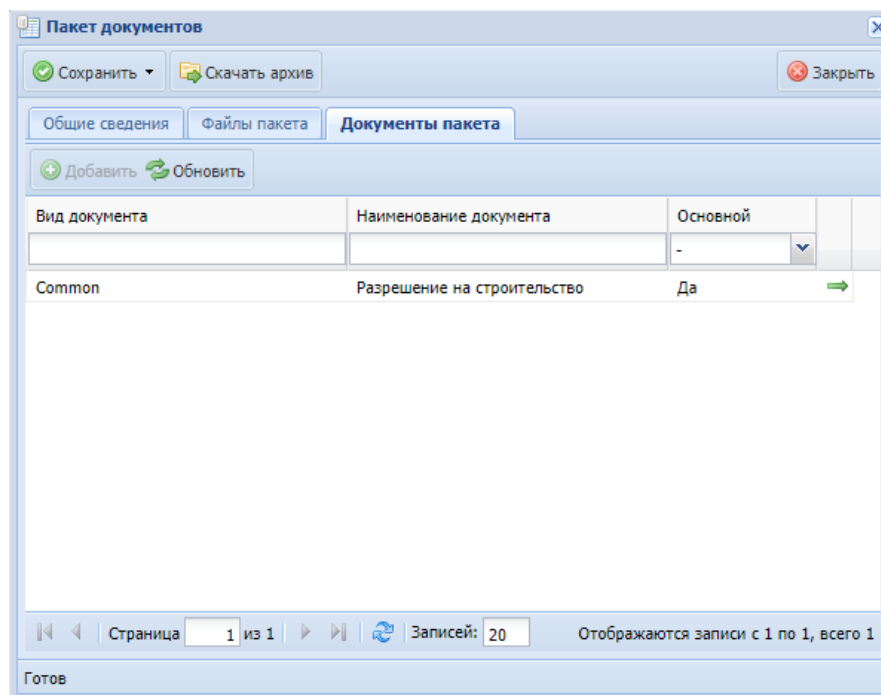 Пакет документов
Сохранить Скачать архив Закрыть
Общие сведения Файлы пакета Документы пакета
Добавить Обновить
Вид документа Наименование документа Основной
-
Common Разрешение на строительство Да
Страница 1 из 1 Записей: 20 Отображаются записи с 1 по 1, всего 1
Готов